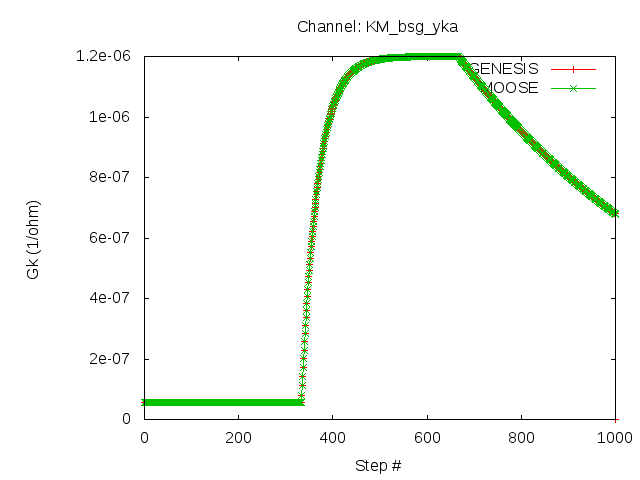 Channel: KM_bsg_yka
1.2e-06
1e-06
8e-07
6e-07
4e-07
2e-07
0
Gk (1/ohm)
GENESIS
MOOSE
0 200 400 600 800 1000
Step #